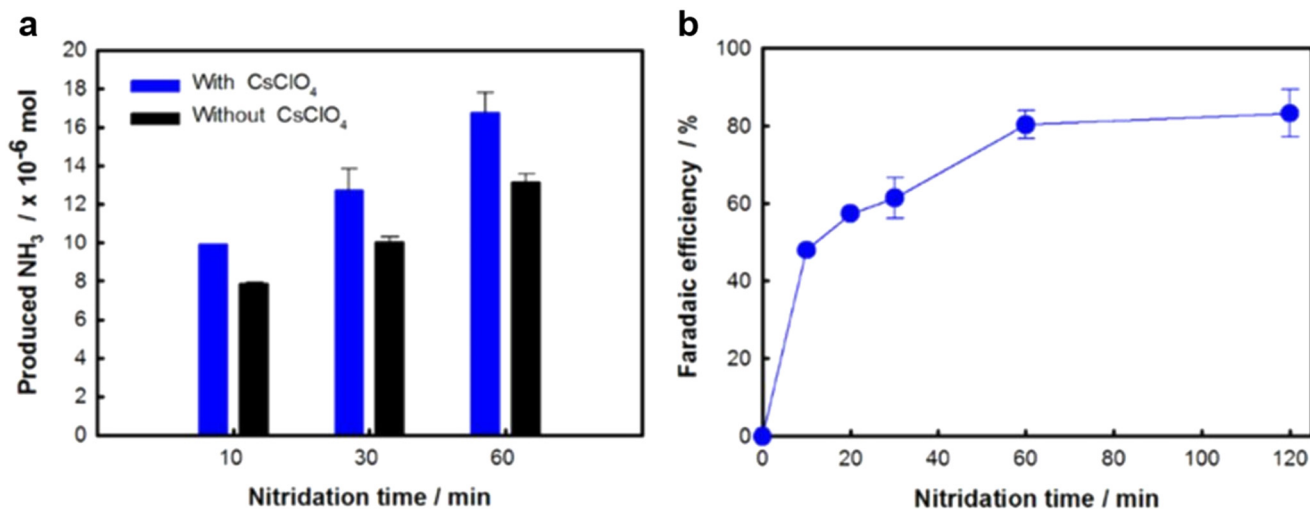 a
20
18
16
14
12
10
8
6
4
2
0
Produced NH₃ / x 10⁻⁶ mol
With CsClO₄
Without CsClO₄
10 30 60
Nitridation time / min
b
100
80
60
40
20
0
Faradaic efficiency / %
0 20 40 60 80 100 120
Nitridation time / min